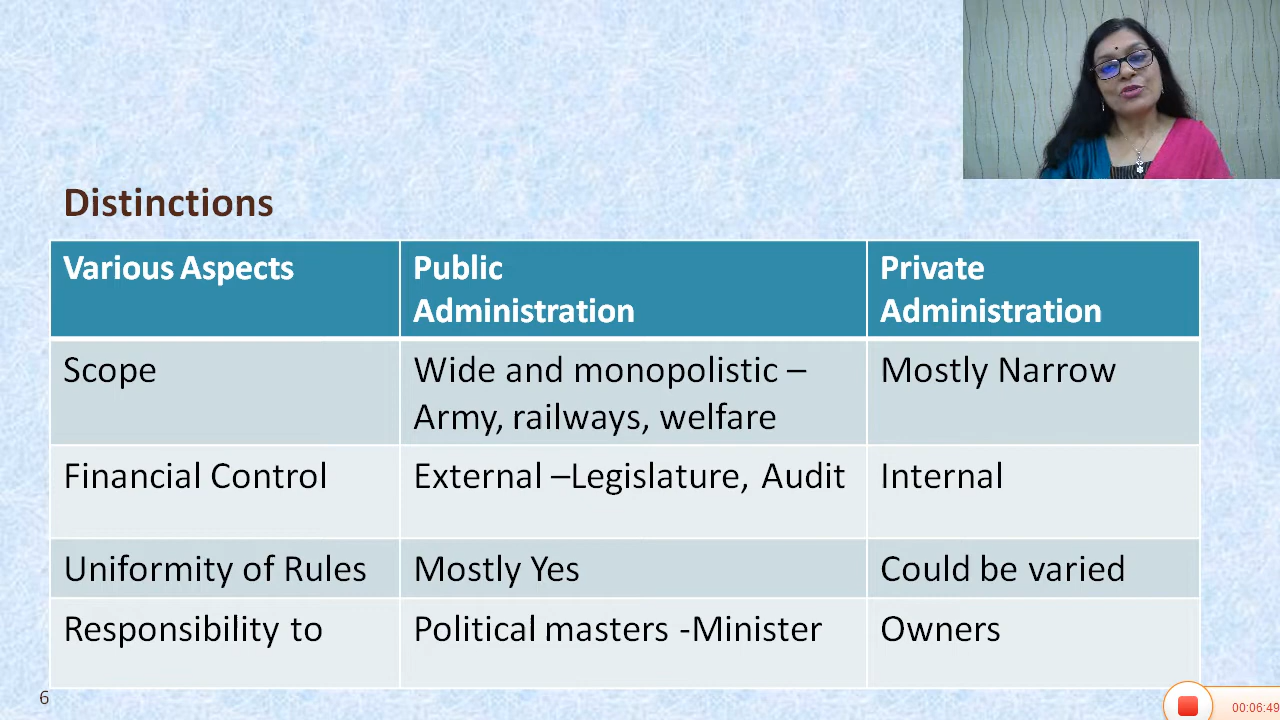 Distinctions
Various Aspects
Public
Administration
Private
Administration
Scope
Wide and monopolistic –
Army, railways, welfare
Mostly Narrow
Financial Control
External –Legislature, Audit
Internal
Uniformity of Rules
Mostly Yes
Could be varied
Responsibility to
Political masters -Minister
Owners
6
00:06:49